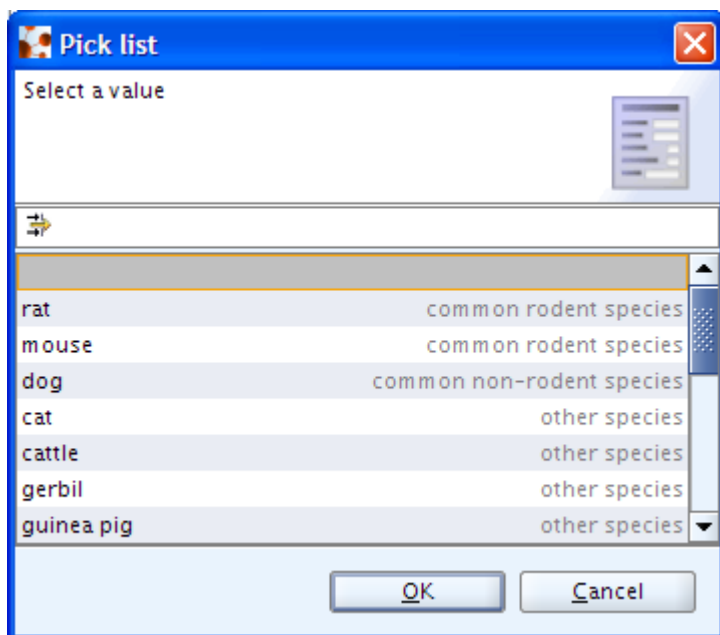 Pick list
Select a value
rat common rodent species
mouse common rodent species
dog common non-rodent species
cat other species
cattle other species
gerbil other species
guinea pig other species
OK Cancel